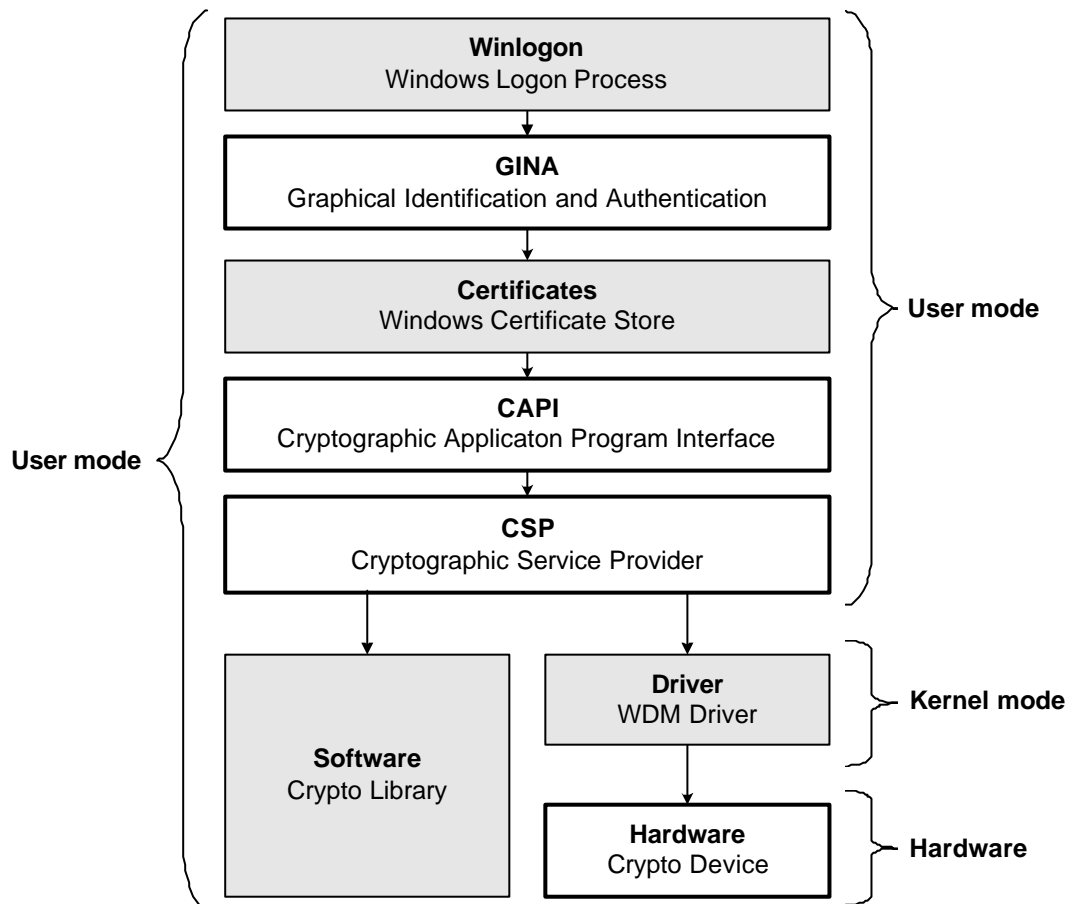 Winlogon
Windows Logon Process
GINA
Graphical Identification and Authentication
Certificates
Windows Certificate Store
User mode
CAPI
Cryptographic Applicaton Program Interface
User mode
CSP
Cryptographic Service Provider
Driver
WDM Driver
Kernel mode
Software
Crypto Library
Hardware
Crypto Device
Hardware